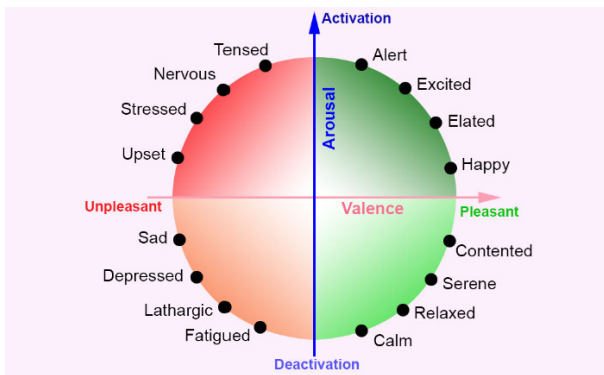 Activation
Tensed
Alert
Nervous
Excited
Stressed
Arousal
Elated
Upset
Happy
Unpleasant
Valence
Pleasant
Sad
Contented
Depressed
Serene
Lathargic
Relaxed
Fatigued
Calm
Deactivation